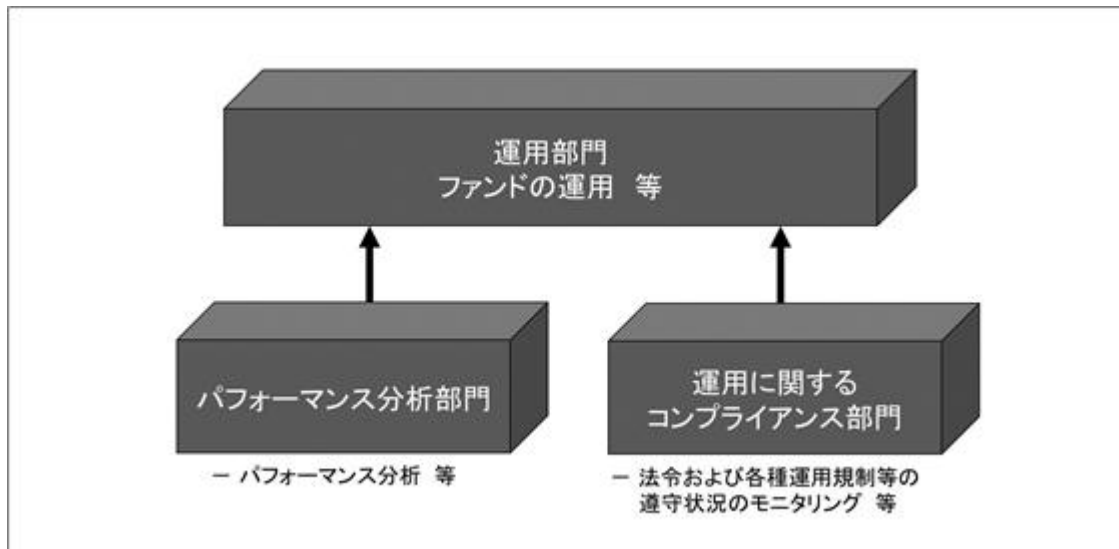 運用部門
ファンドの運用 等
パフォーマンス分析部門
－ パフォーマンス分析 等
運用に関する
コンプライアンス部門
－ 法令および各種運用規制等の
遵守状況のモニタリング 等